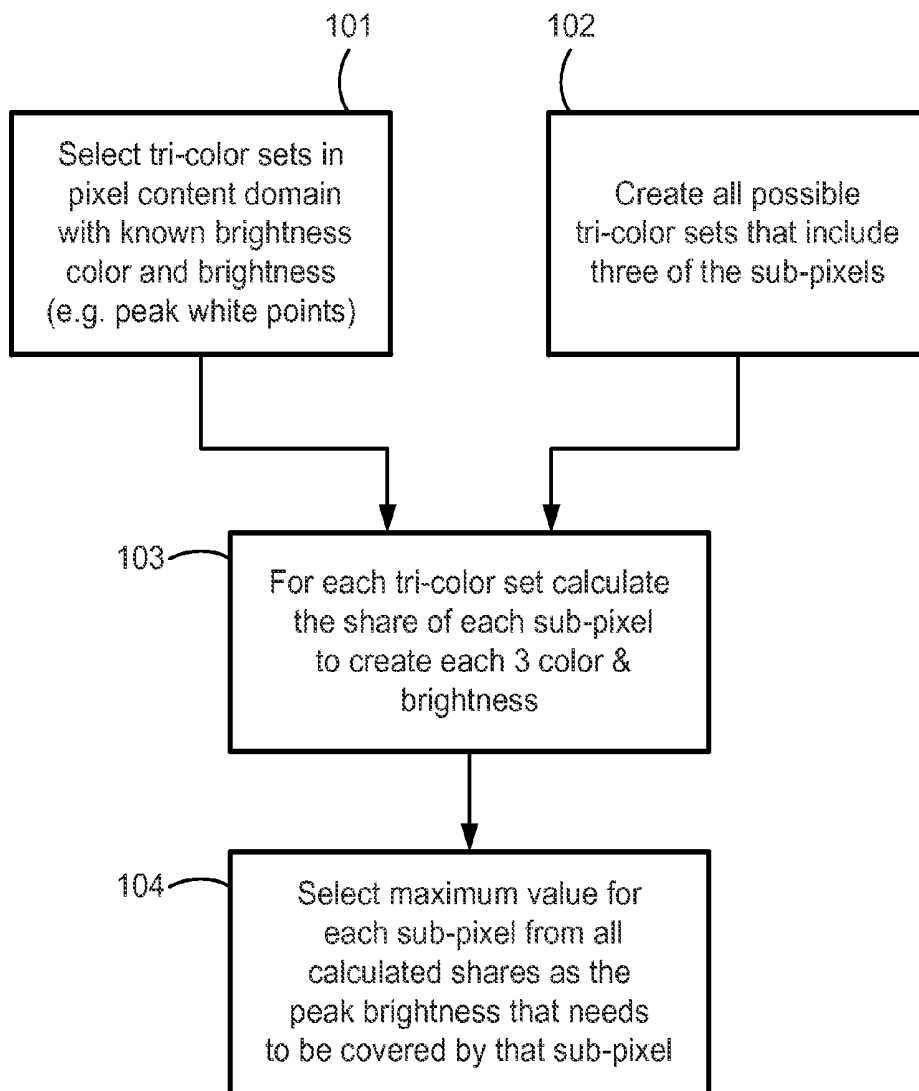 101
102
Select tri-color sets in
pixel content domain
with known brightness
color and brightness
(e.g. peak white points)
Create all possible
tri-color sets that include
three of the sub-pixels
103
For each tri-color set calculate
the share of each sub-pixel
to create each 3 color &
brightness
104
Select maximum value for
each sub-pixel from all
calculated shares as the
peak brightness that needs
to be covered by that sub-pixel